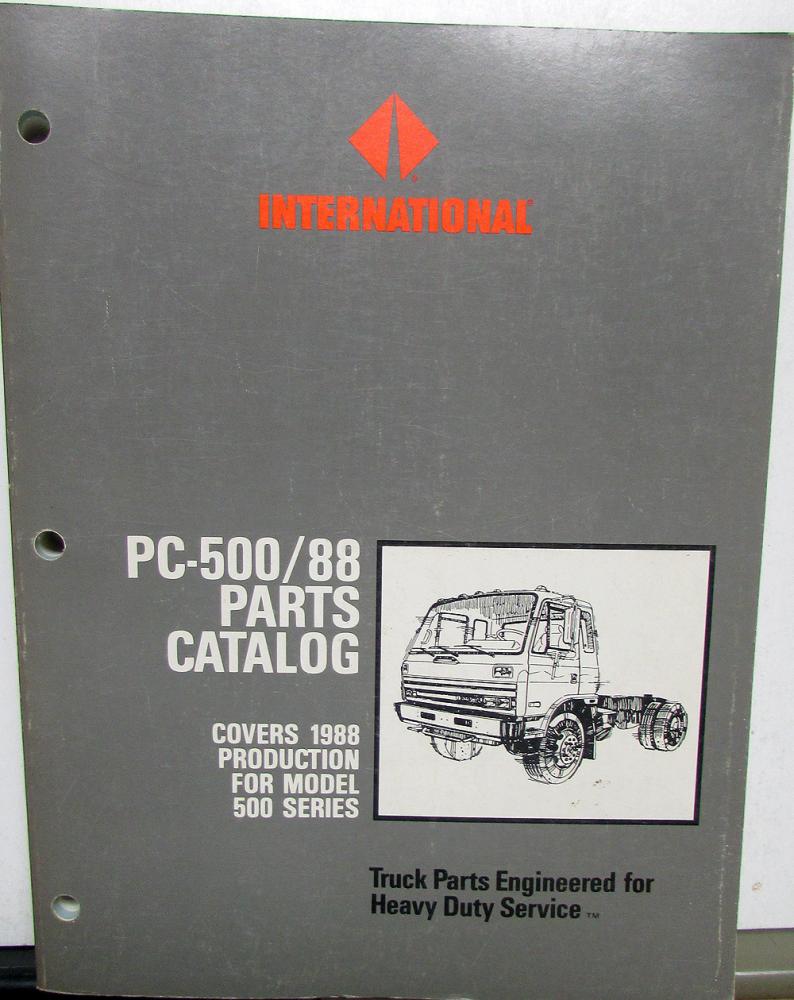 INTERNATIONAL®
PC-500/88
PARTS
CATALOG
COVERS 1988
PRODUCTION
FOR MODEL
500 SERIES
Truck Parts Engineered for
Heavy Duty Service ™